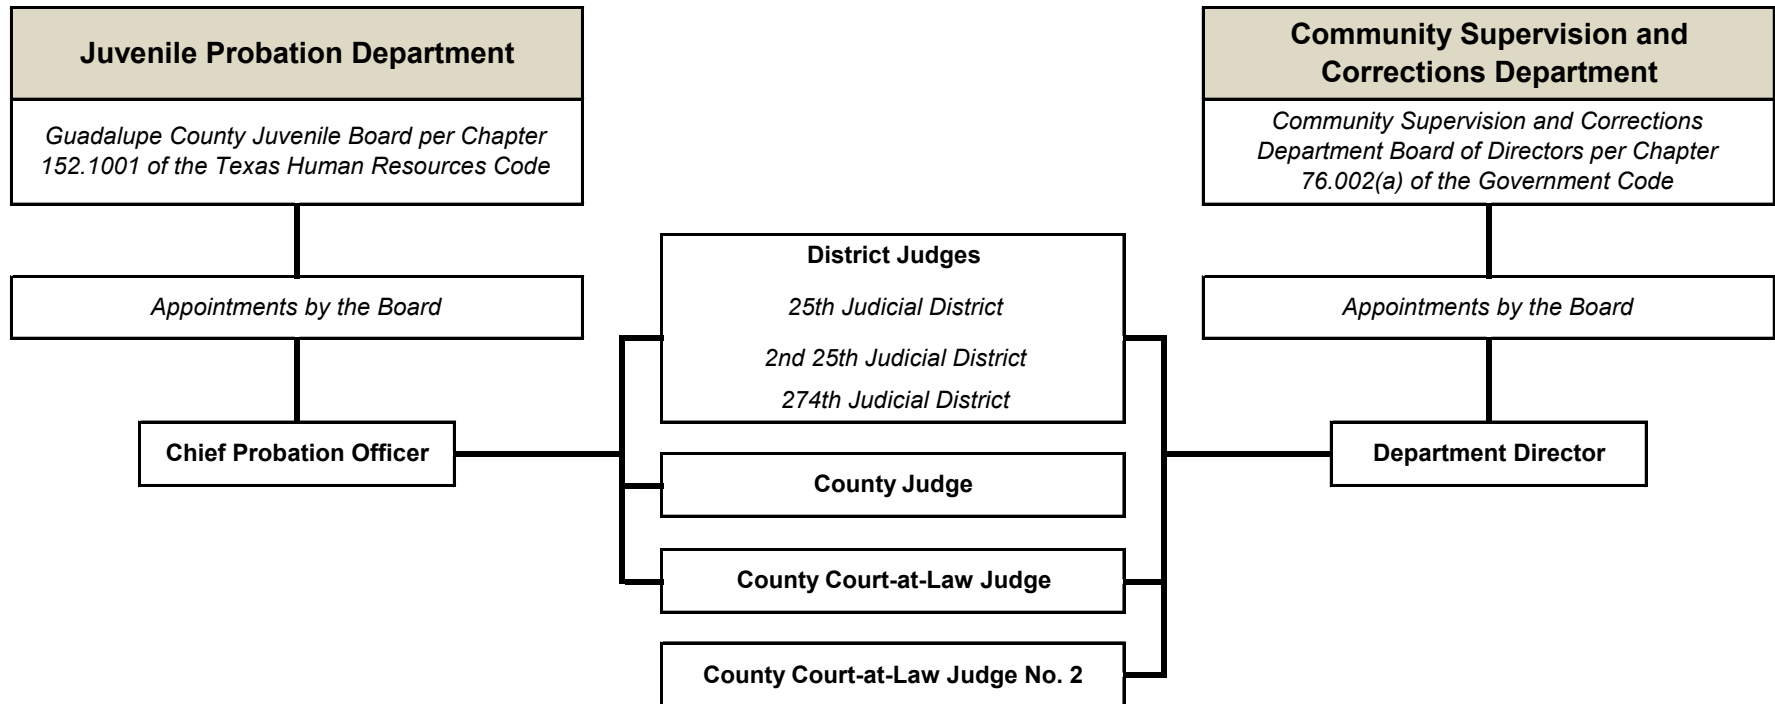 Juvenile Probation Department
Guadalupe County Juvenile Board per Chapter
152.1001 of the Texas Human Resources Code
Appointments by the Board
Chief Probation Officer
District Judges
25th Judicial District
2nd 25th Judicial District
274th Judicial District
County Judge
County Court-at-Law Judge
County Court-at-Law Judge No. 2
Community Supervision and
Corrections Department
Community Supervision and Corrections
Department Board of Directors per Chapter
76.002(a) of the Government Code
Appointments by the Board
Department Director